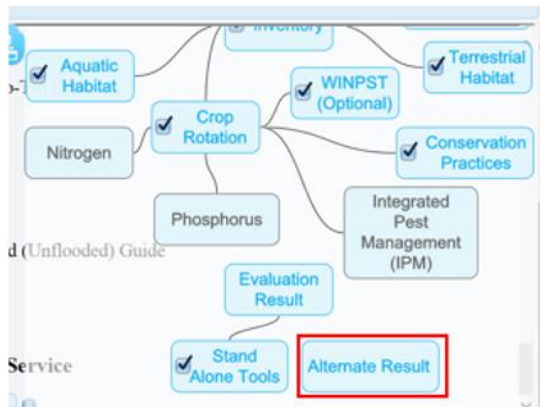 Inventory
Aquatic
Habitat
Terrestrial
Habitat
WINPST
(Optional)
Crop
Rotation
Nitrogen
Conservation
Practices
Phosphorus
Integrated
Pest
Management
(IPM)
d (Unflooded) Guide
Evaluation
Result
Stand
Alone Tools
Alternate Result
Service